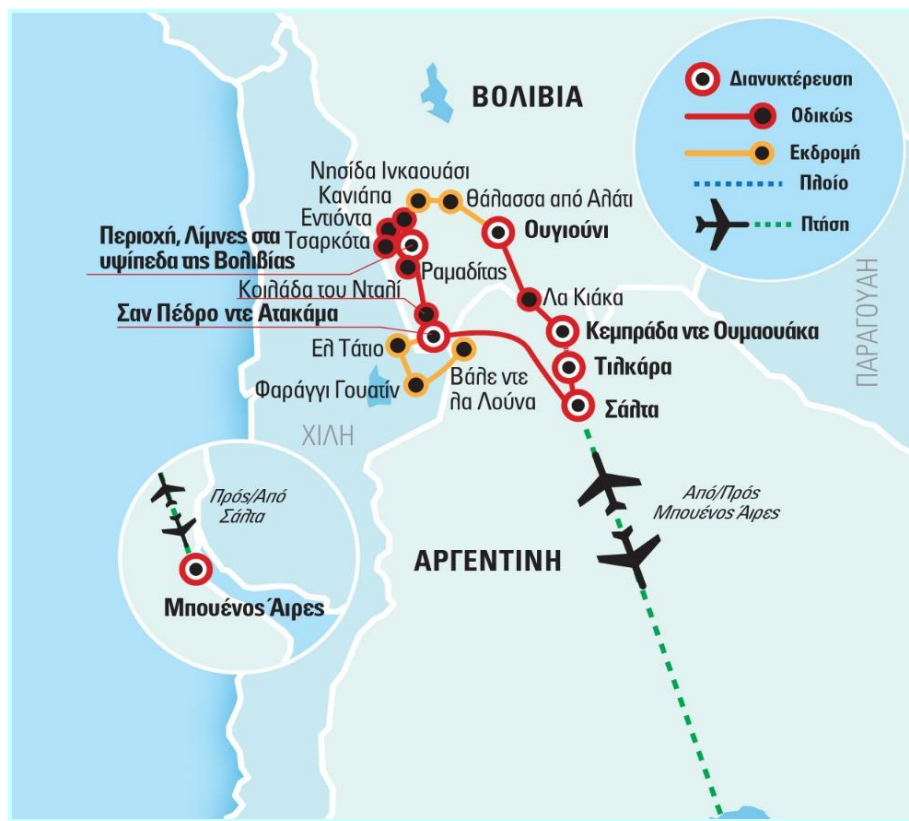 ΒΟΛΙΒΙΑ
Διανυκτέρευση
Οδικώς
Εκδρομή
Πλοίο
Πτήση
Νησίδα Ινκαουάσι
Κανιάπα
Θάλασσα από Αλάτι
Εντιόντα
Ουγιούνι
Περιοχή, Λίμνες στα
υψίπεδα της Βολιβίας
Τσαρκότα
Ραμαδίτας
Κοιλάδα του Νταλί
Λα Κιάκα
Σαν Πέδρο ντε Ατακάμα
Κεμπράδα ντε Ουμαουάκα
Ελ Τάτιο
Τιλκάρα
Φαράγγι Γουατίν
Βάλε ντε
λα Λούνα
Σάλτα
ΠΑΡΑΓΟΥΑΗ
ΧΙΛΗ
Πρός/Από
Σάλτα
Μπουένος Άιρες
Από/Πρός
Μπουένος Άιρες
ΑΡΓΕΝΤΙΝΗ